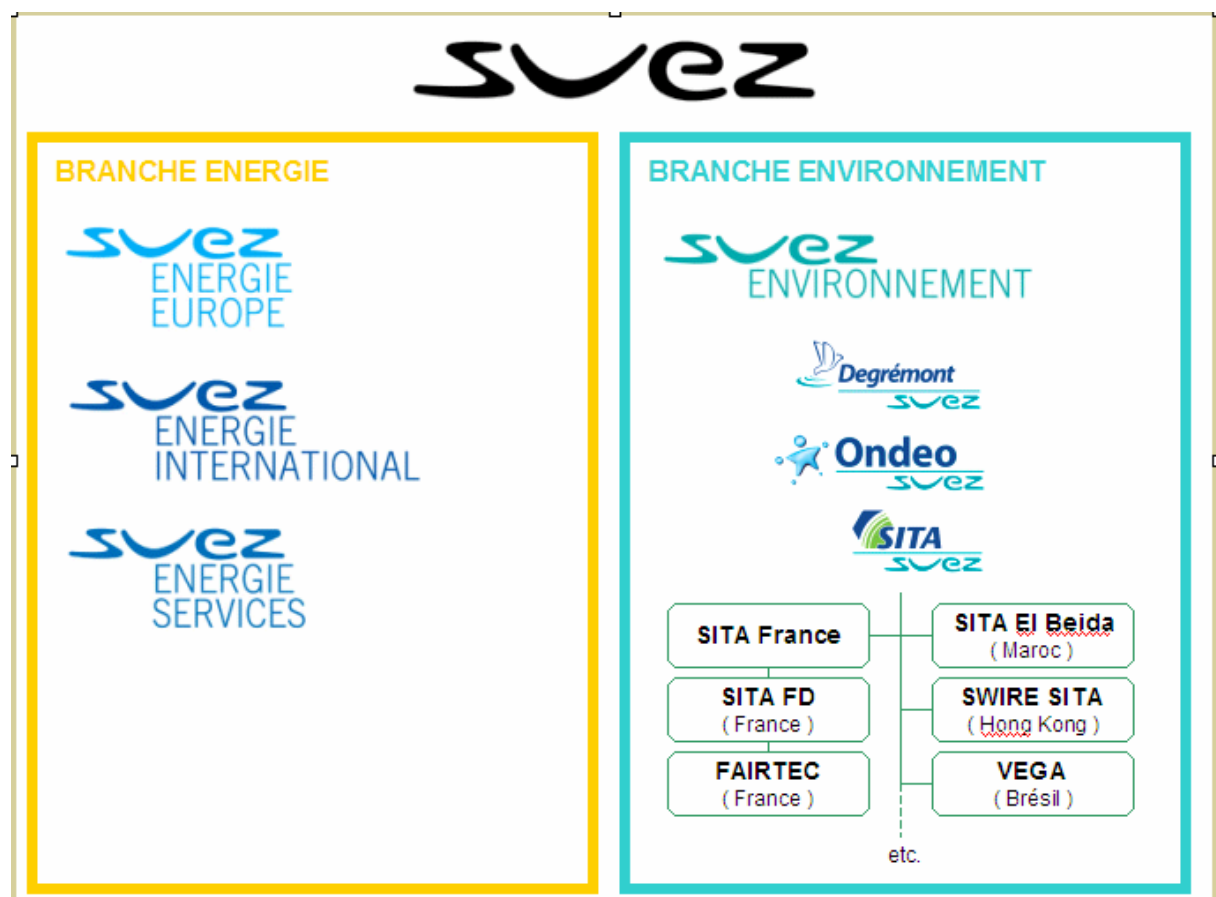 suez
BRANCHE ENERGIE
suez
ENERGIE
EUROPE
suez
ENERGIE
INTERNATIONAL
suez
ENERGIE
SERVICES
BRANCHE ENVIRONNEMENT
suez
ENVIRONNEMENT
Degrémont
suez
Ondeo
suez
SITA
suez
SITA France
SITA FD
( France )
FAIRTEC
( France )
SITA El Beida
( Maroc )
SWIRE SITA
( Hong Kong )
VEGA
( Brésil )
etc.